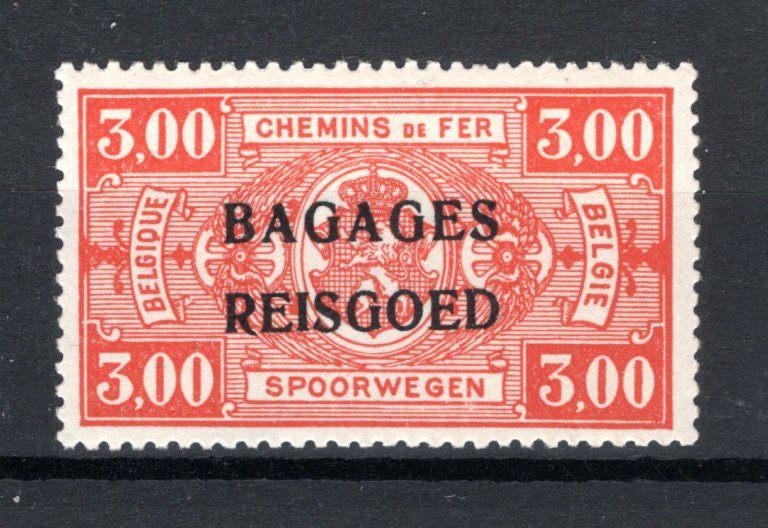 3,00 CHEMINS DE FER 3,00
BELGIQUE
BAGAGES
REISGOED
BELGIE
3,00 SPOORWEGEN 3,00